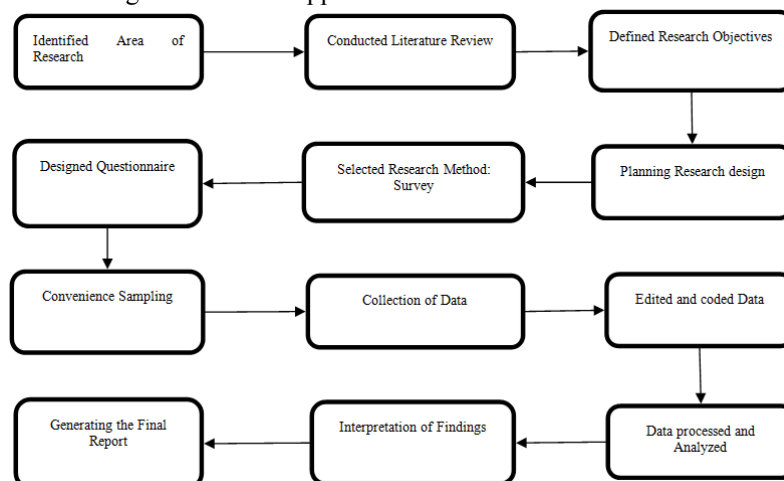 Identified Area of
Research
Conducted Literature Review
Defined Research Objectives
Planning Research design
Selected Research Method:
Survey
Designed Questionnaire
Convenience Sampling
Collection of Data
Edited and coded Data
Data processed and
Analyzed
Interpretation of Findings
Generating the Final
Report